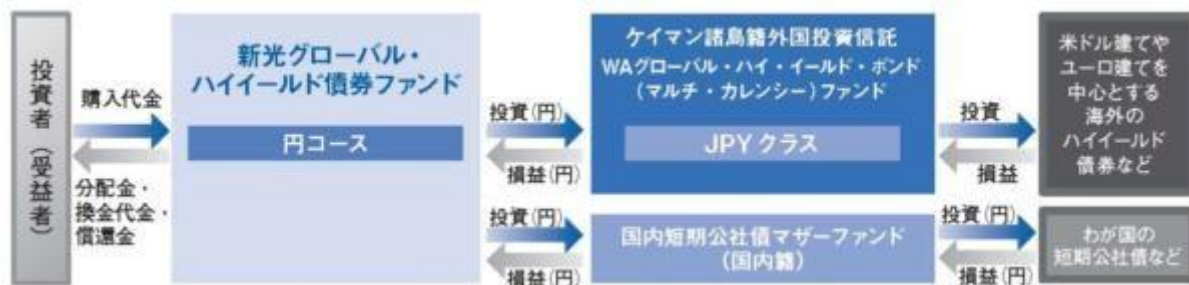 投資者（受益者）
購入代金
分配金・
換金代金・
償還金
新光グローバル・
ハイイールド債券ファンド
円コース
投資（円）
損益（円）
投資（円）
損益（円）
ケイマン諸島籍外国投資信託
WAグローバル・ハイ・イールド・ボンド
（マルチ・カレンシー）ファンド
JPYクラス
国内短期公社債マザーファンド
（国内籍）
投資
損益
投資（円）
損益（円）
米ドル建てや
ユーロ建てを
中心とする
海外の
ハイイールド
債券など
わが国の
短期公社債など